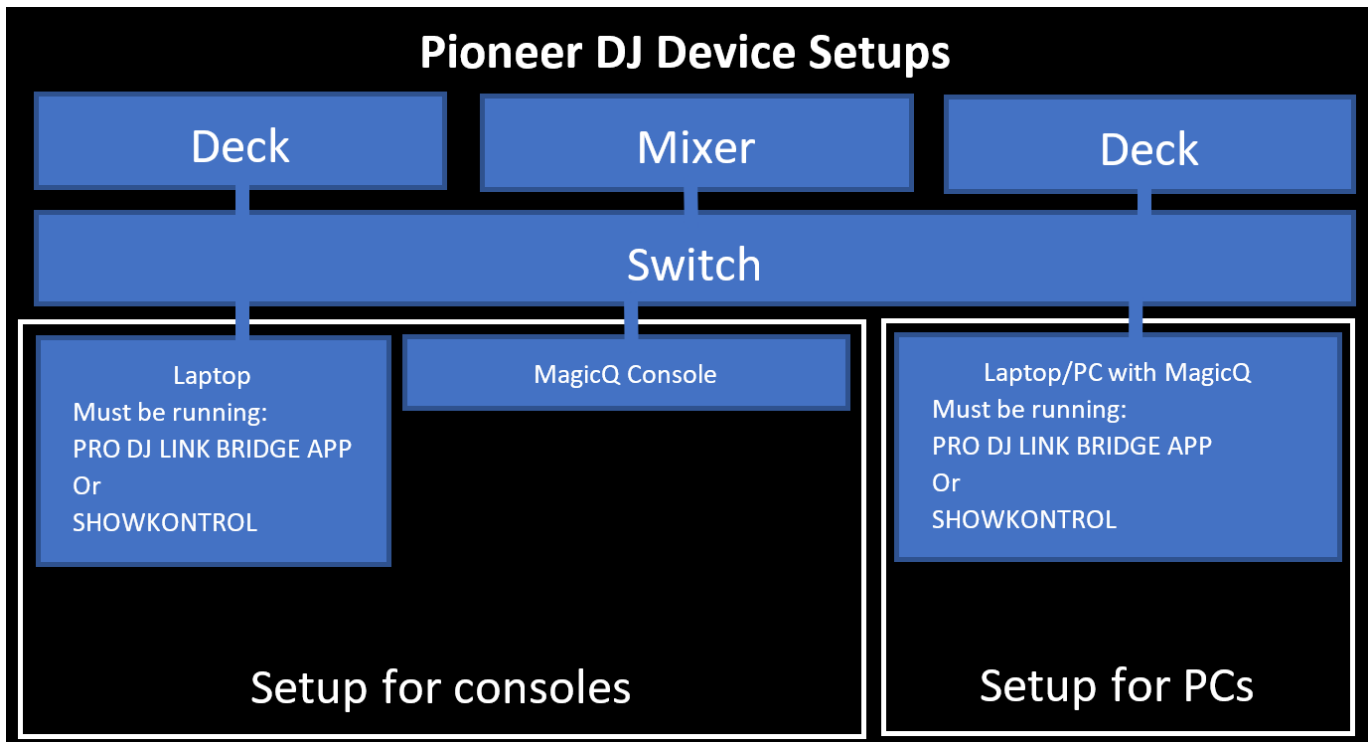 Pioneer DJ Device Setups
Deck
Mixer
Deck
Switch
Laptop
Must be running:
PRO DJ LINK BRIDGE APP
Or
SHOWKONTROL
MagicQ Console
Laptop/PC with MagicQ
Must be running:
PRO DJ LINK BRIDGE APP
Or
SHOWKONTROL
Setup for consoles
Setup for PCs